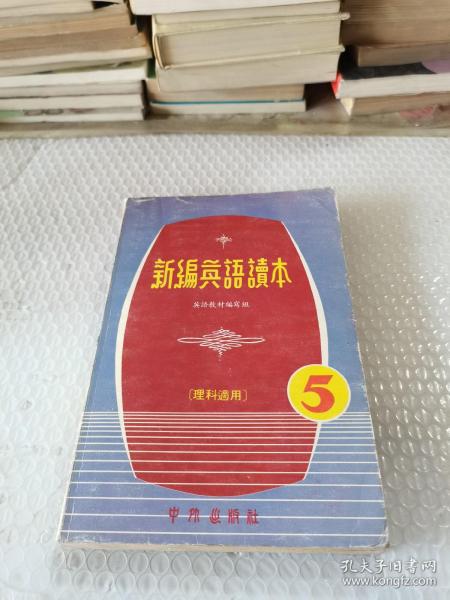 新編英語讀本
英語教材編寫組
〔理科適用〕
5
中外出版社
孔夫子旧书网
www.kongfz.com